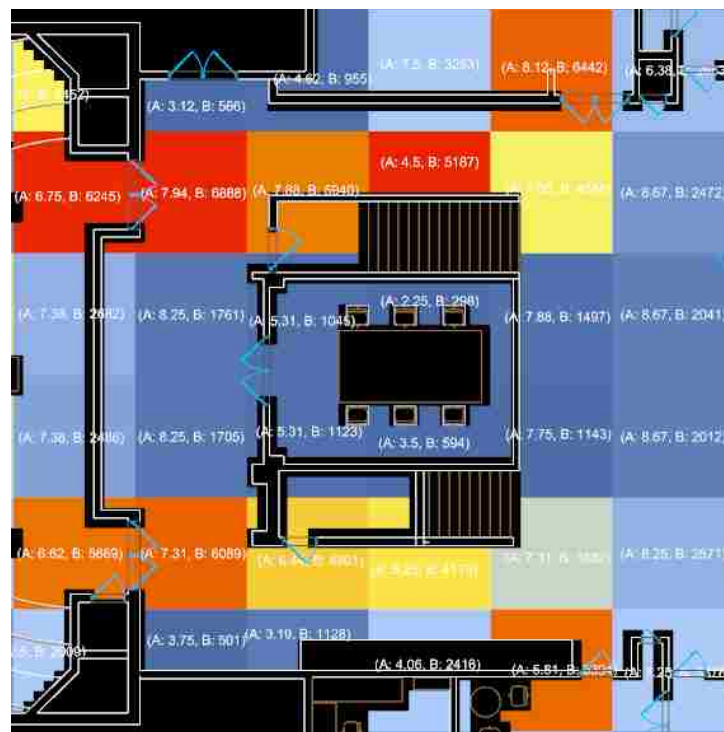 (A: 4.62, B: 955)
(A: 7.5, B: 3253)
(A: 8.12, B: 6442)
(A: 3.12, B: 566)
(A: 6.75, B: 6245)
(A: 7.94, B: 6888)
(A: 7.88, B: 5940)
(A: 4.5, B: 5187)
(A: 8.67, B: 2472)
(A: 7.38, B: 2682)
(A: 8.25, B: 1761)
(A: 5.31, B: 1045)
(A: 2.25, B: 298)
(A: 7.88, B: 1497)
(A: 8.67, B: 2041)
(A: 7.38, B: 2486)
(A: 8.25, B: 1705)
(A: 5.31, B: 1123)
(A: 3.5, B: 594)
(A: 7.75, B: 1143)
(A: 8.67, B: 2012)
(A: 6.62, B: 5869)
(A: 7.31, B: 6089)
(A: 8.25, B: 2571)
(A: 3.75, B: 501)
(A: 3.19, B: 1128)
(A: 4.06, B: 2416)